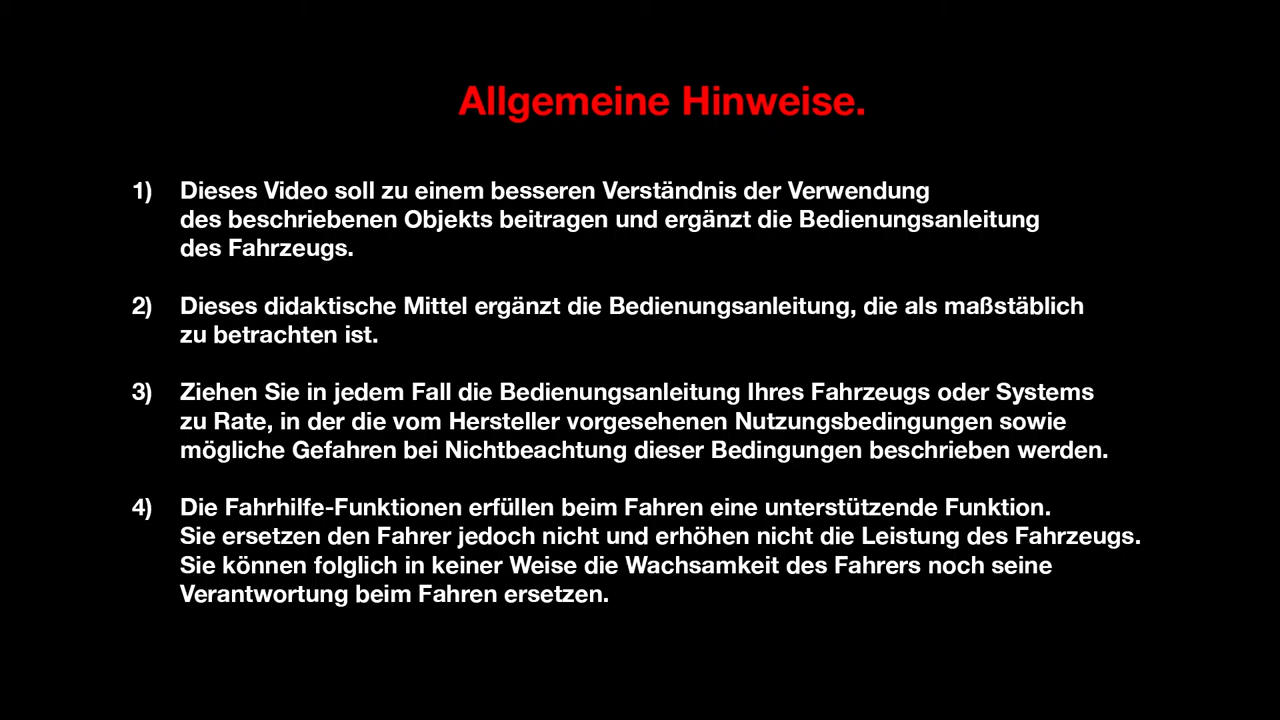 Allgemeine Hinweise.
1) Dieses Video soll zu einem besseren Verständnis der Verwendung
des beschriebenen Objekts beitragen und ergänzt die Bedienungsanleitung
des Fahrzeugs.
2) Dieses didaktische Mittel ergänzt die Bedienungsanleitung, die als maßstäblich
zu betrachten ist.
3) Ziehen Sie in jedem Fall die Bedienungsanleitung Ihres Fahrzeugs oder Systems
zu Rate, in der die vom Hersteller vorgesehenen Nutzungsbedingungen sowie
mögliche Gefahren bei Nichtbeachtung dieser Bedingungen beschrieben werden.
4) Die Fahrhilfe-Funktionen erfüllen beim Fahren eine unterstützende Funktion.
Sie ersetzen den Fahrer jedoch nicht und erhöhen nicht die Leistung des Fahrzeugs.
Sie können folglich in keiner Weise die Wachsamkeit des Fahrers noch seine
Verantwortung beim Fahren ersetzen.